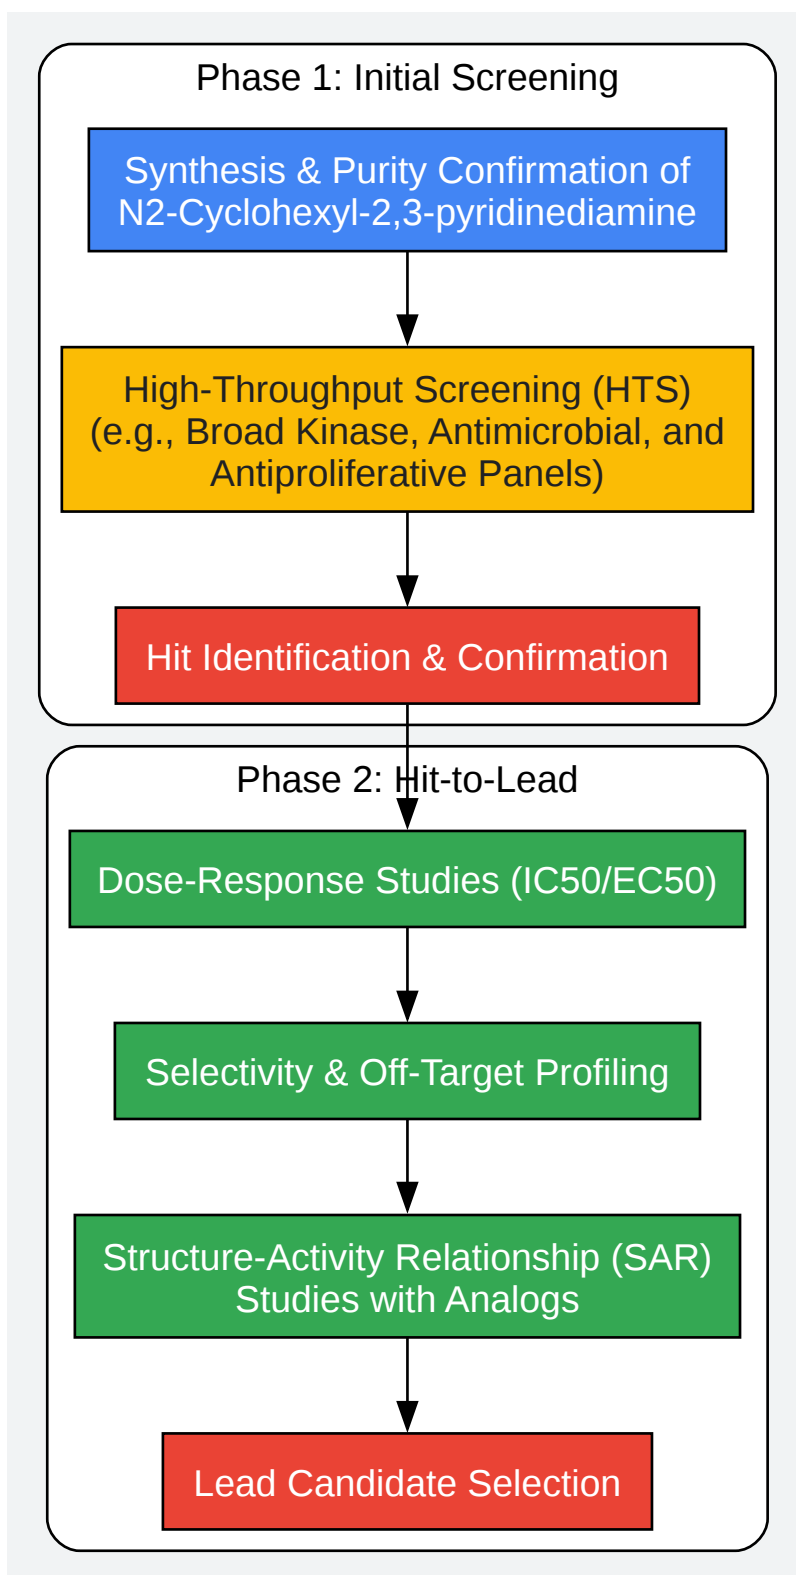 Phase 1: Initial Screening
Synthesis & Purity Confirmation of
N2-Cyclohexyl-2,3-pyridinediamine
High-Throughput Screening (HTS)
(e.g., Broad Kinase, Antimicrobial, and
Antiproliferative Panels)
Hit Identification & Confirmation
Phase 2: Hit-to-Lead
Dose-Response Studies (IC50/EC50)
Selectivity & Off-Target Profiling
Structure-Activity Relationship (SAR)
Studies with Analogs
Lead Candidate Selection